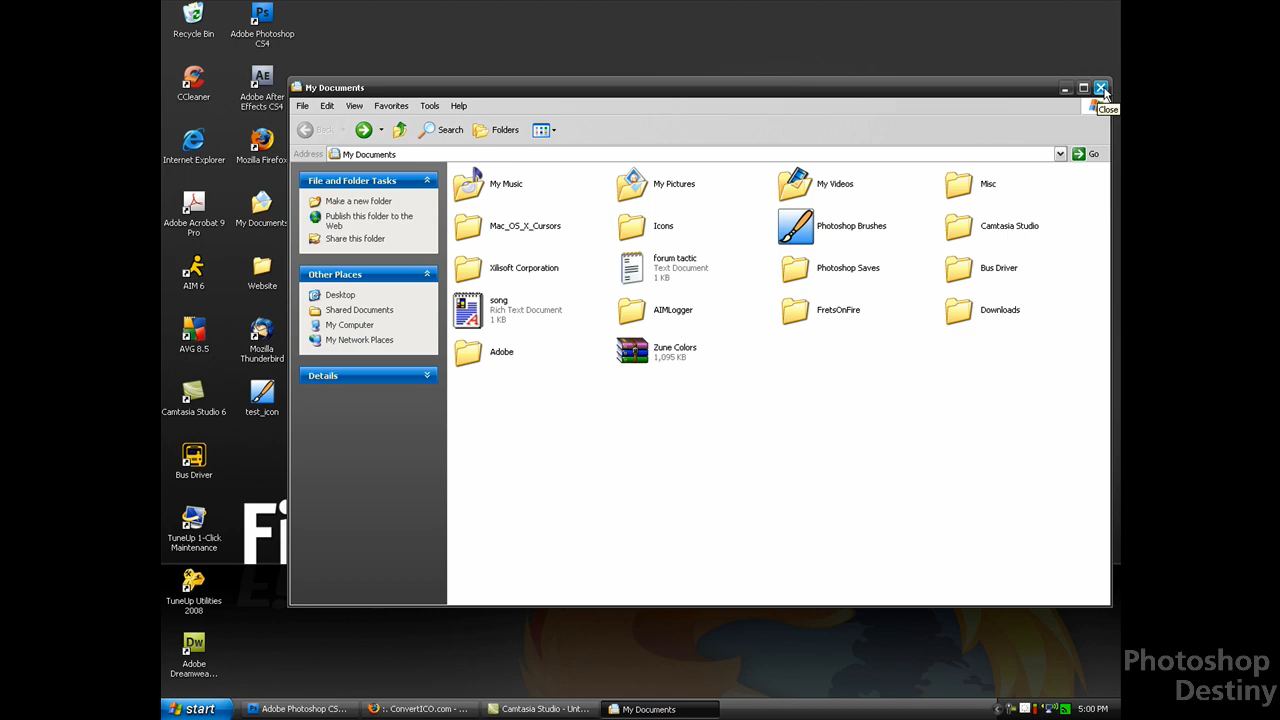 Recycle Bin
Adobe Photoshop
CS4
CCleaner
Adobe After
Effects CS4
Internet Explorer
Mozilla Firefox
Adobe Acrobat 9
Pro
My Documents
AIM 6
Website
AVG 8.5
Mozilla
Thunderbird
Camtasia Studio 6
test_icon
Bus Driver
TuneUp 1-Click
Maintenance
TuneUp Utilities
2008
Adobe
Dreamwea...
Fi
My Documents
Close
File Edit View Favorites Tools Help
Back Search Folders
Address My Documents Go
File and Folder Tasks
Make a new folder
Publish this folder to the
Web
Share this folder
Other Places
Desktop
Shared Documents
My Computer
My Network Places
Details
My Music
My Pictures
My Videos
Misc
Mac_OS_X_Cursors
Icons
Photoshop Brushes
Camtasia Studio
Xilisoft Corporation
forum tactic
Text Document
1 KB
Photoshop Saves
Bus Driver
song
Rich Text Document
1 KB
AIMLogger
FretsOnFire
Downloads
Adobe
Zune Colors
1,095 KB
start
Adobe Photoshop CS...
:. ConvertICO.com - ...
Camtasia Studio - Unt...
My Documents
5:00 PM
Photoshop
Destiny
Ps
Ae
Dw